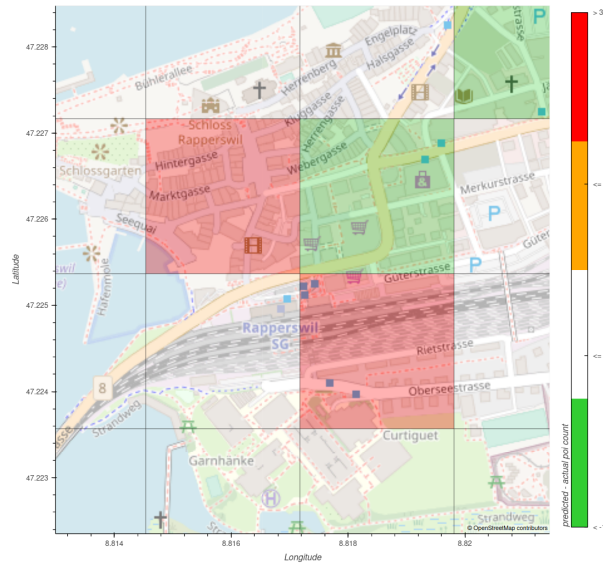 47.228
47.227
47.226
47.225
47.224
47.223
Latitude
8.814
8.816
8.818
8.82
Longitude
Engelplatz
Halsgasse
Herrenberg
Bühlerallee
Kluggasse
Herrengasse
Schloss
Rapperswil
Hintergasse
Webergasse
Schlossgarten
Marktgasse
Merkurstrasse
Seequai
Hafenmole
Güterstrasse
Rapperswil
SG
Rietstrasse
8
Oberseestrasse
Strandweg
Curtiguet
Garnhänke
H
Strandweg
P
P
P
© OpenStreetMap contributors
> 3
<=
<=
< -
predicted - actual poi count